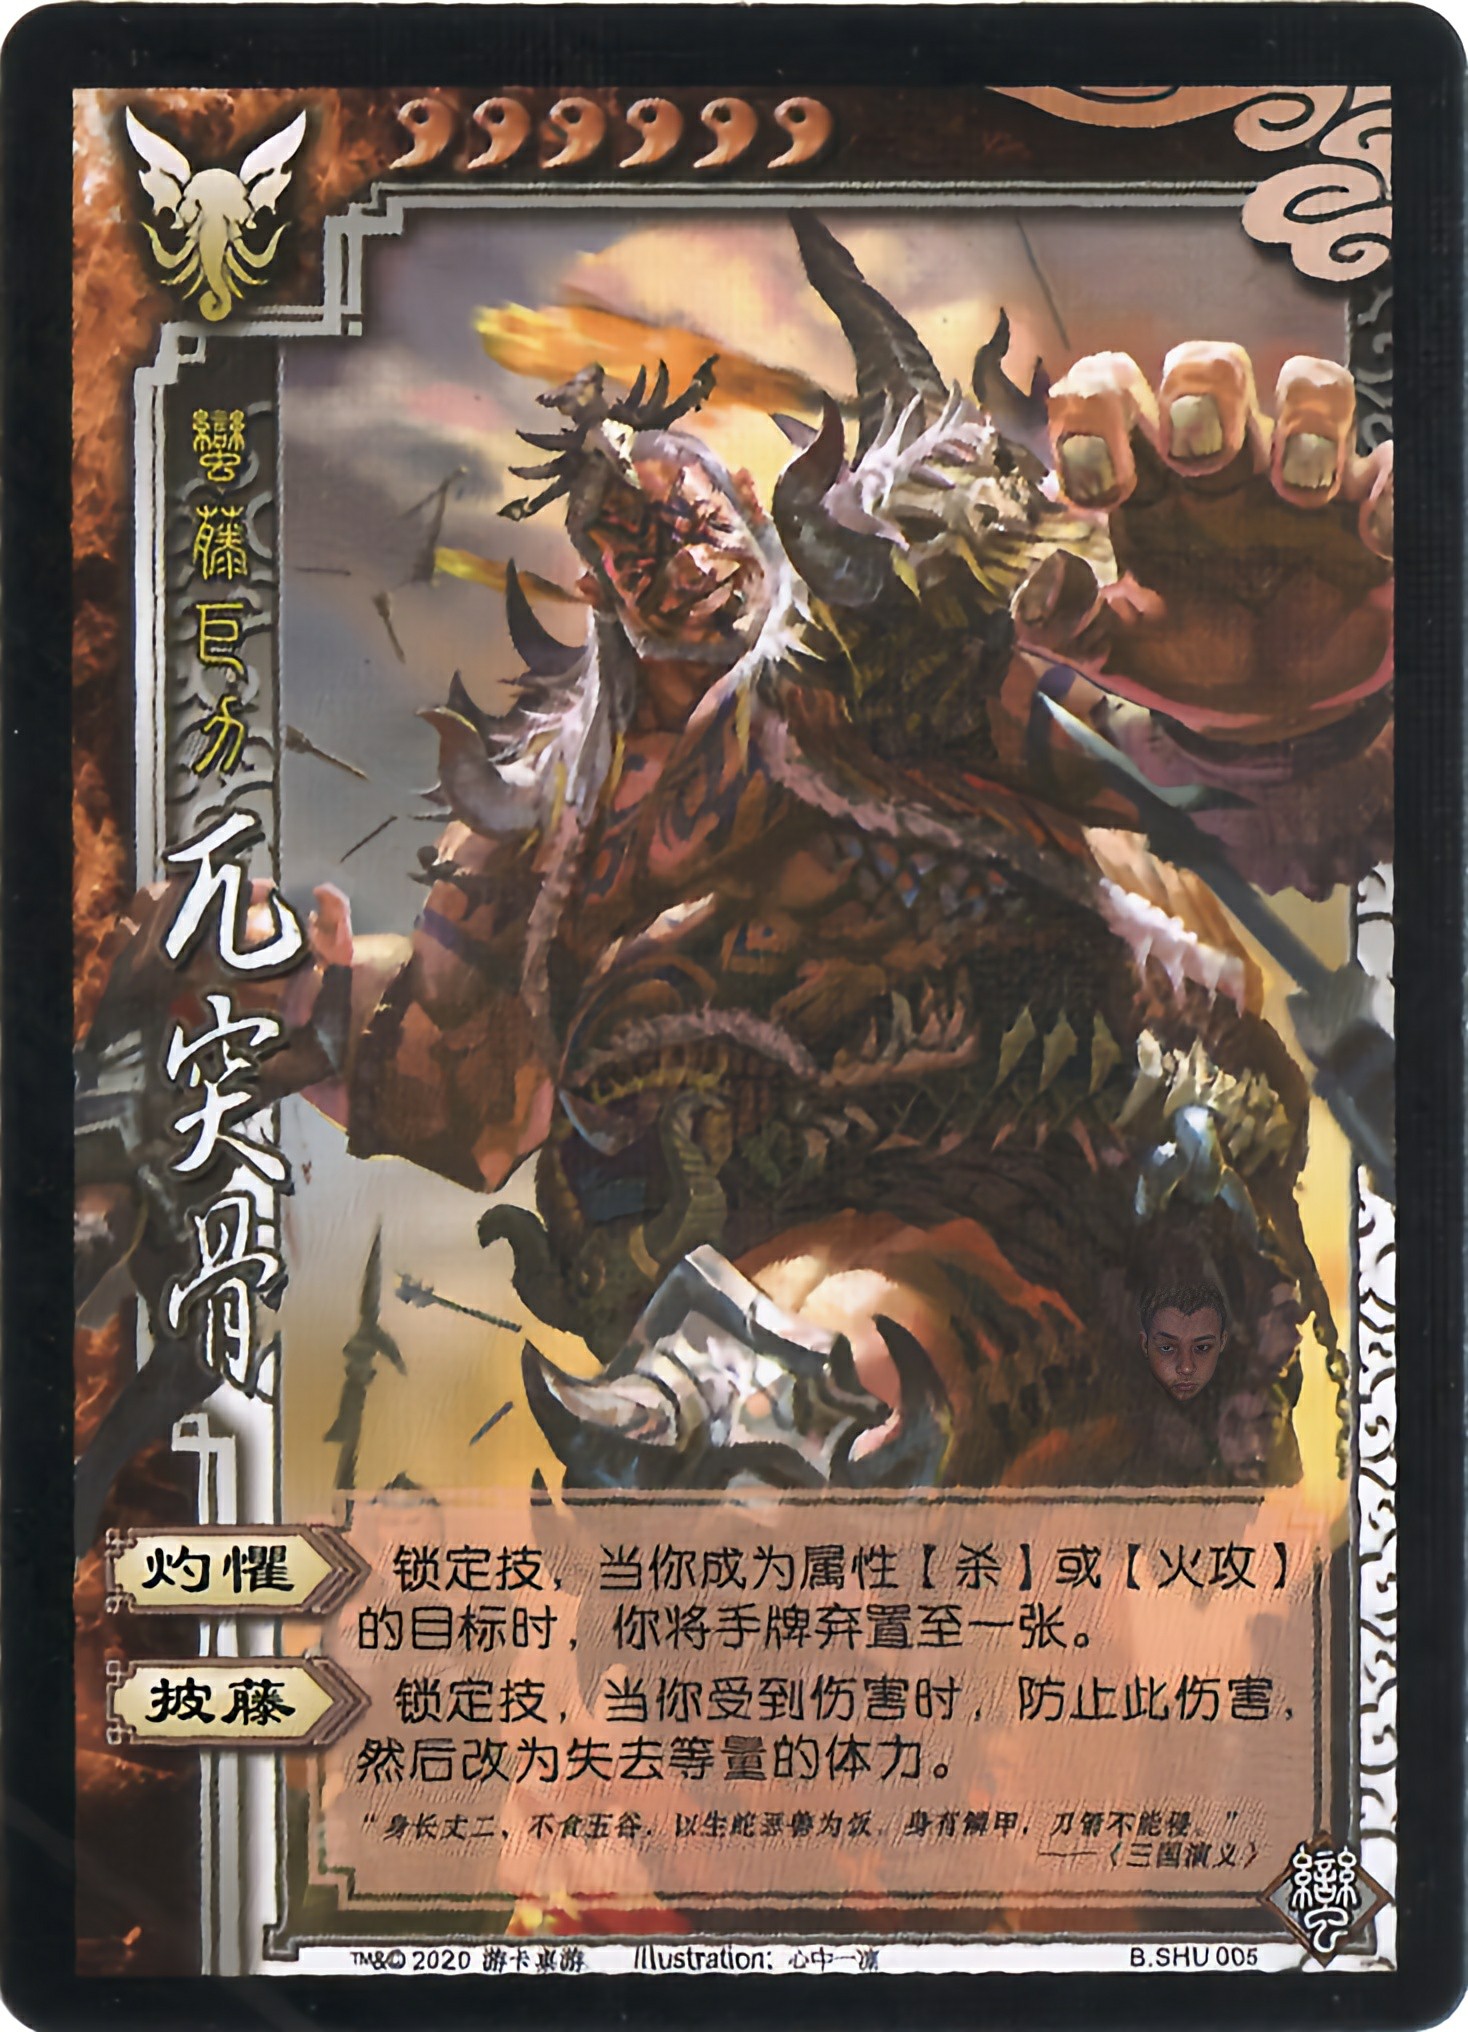 蠻藤巨力
兀突骨
灼懼
锁定技，当你成为属性【杀】或【火攻】
的目标时，你将手牌弃置至一张。
披藤
锁定技，当你受到伤害时，防止此伤害，
然后改为失去等量的体力。
“身长丈二，不食五谷，以生蛇恶兽为饭，身有鳞甲，刀箭不能侵。”
——《三国演义》
蠻
™&© 2020 游卡桌游 Illustration: 心中一凛 B.SHU 005